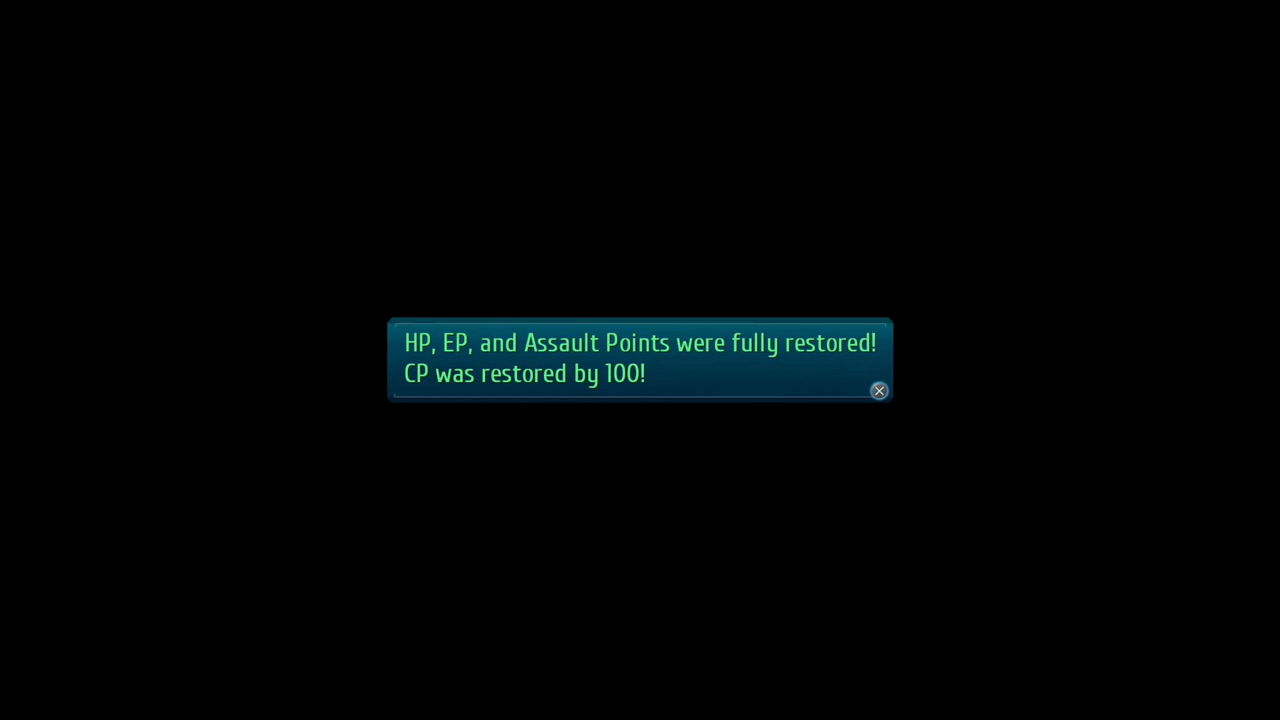 HP, EP, and Assault Points were fully restored!
CP was restored by 100!